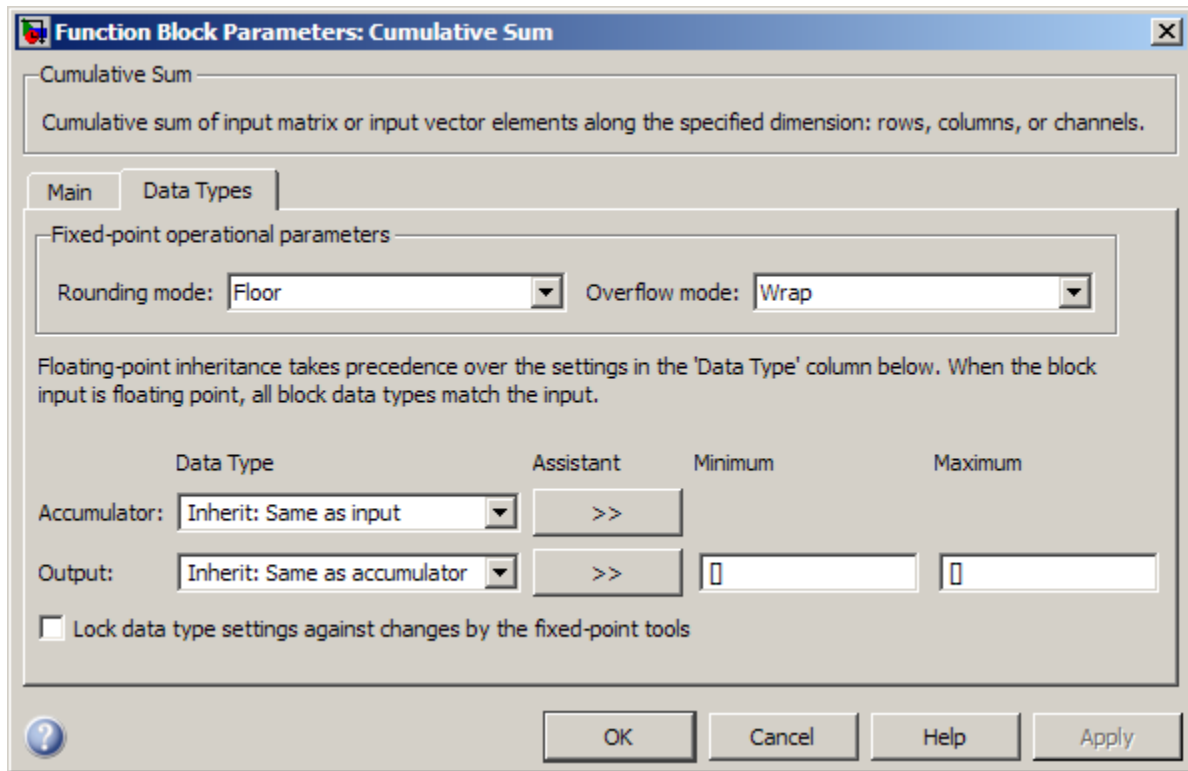 Function Block Parameters: Cumulative Sum
Cumulative Sum
Cumulative sum of input matrix or input vector elements along the specified dimension: rows, columns, or channels.
Main Data Types
Fixed-point operational parameters
Rounding mode: Floor Overflow mode: Wrap
Floating-point inheritance takes precedence over the settings in the 'Data Type' column below. When the block
input is floating point, all block data types match the input.
Data Type Assistant Minimum Maximum
Accumulator: Inherit: Same as input >>
Output: Inherit: Same as accumulator >> [] []
Lock data type settings against changes by the fixed-point tools
? OK Cancel Help Apply